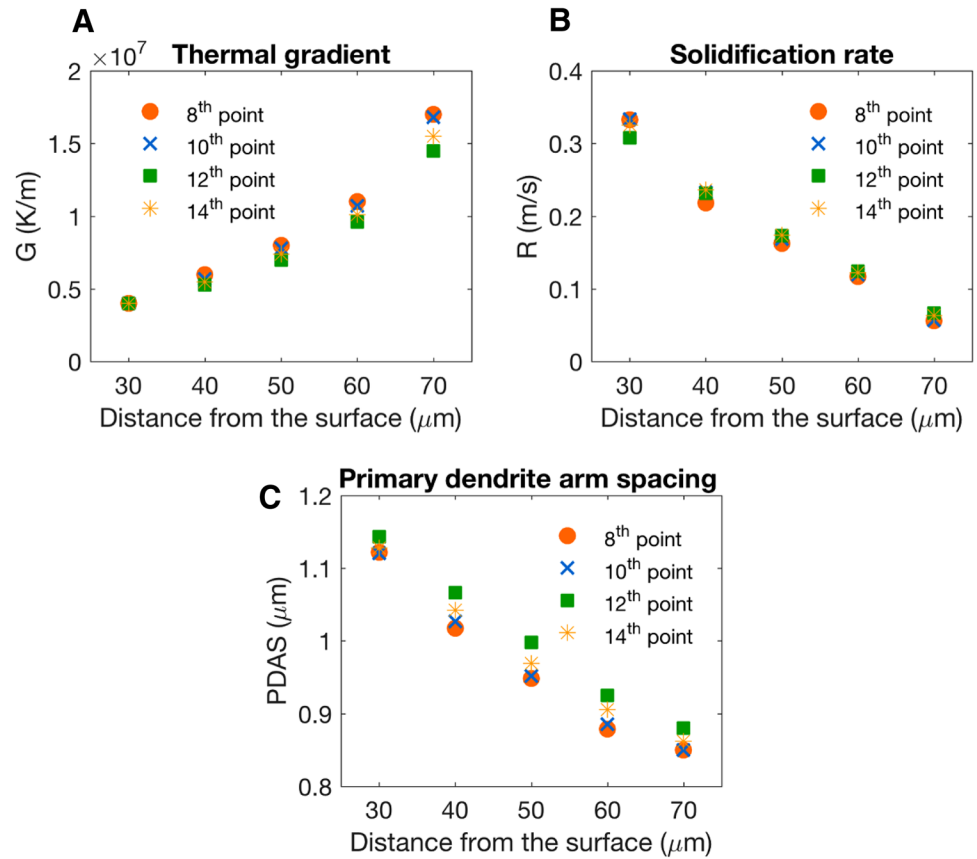 A
B
×10⁷
Thermal gradient
Solidification rate
2
1.5
1
0.5
0
G (K/m)
8th point
10th point
12th point
14th point
30 40 50 60 70
Distance from the surface (μm)
0.4
0.3
0.2
0.1
0
R (m/s)
8th point
10th point
12th point
14th point
30 40 50 60 70
Distance from the surface (μm)
C
Primary dendrite arm spacing
1.2
1.1
1
0.9
0.8
PDAS (μm)
8th point
10th point
12th point
14th point
30 40 50 60 70
Distance from the surface (μm)